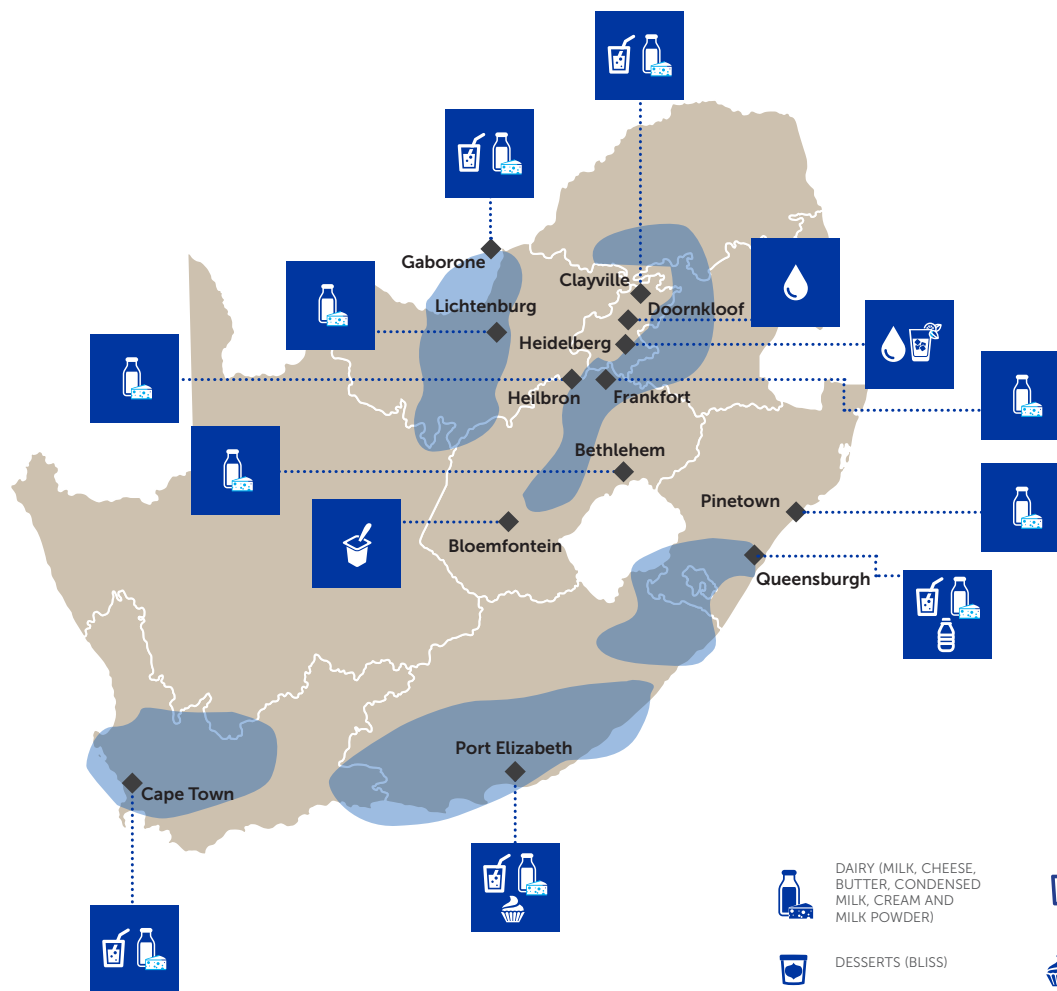 Gaborone
Clayville
Lichtenburg
Doornkloof
Heidelberg
Heilbron
Frankfort
Bethlehem
Pinetown
Bloemfontein
Queensburgh
Port Elizabeth
Cape Town
DAIRY (MILK, CHEESE,
BUTTER, CONDENSED
MILK, CREAM AND
MILK POWDER)
DESSERTS (BLISS)